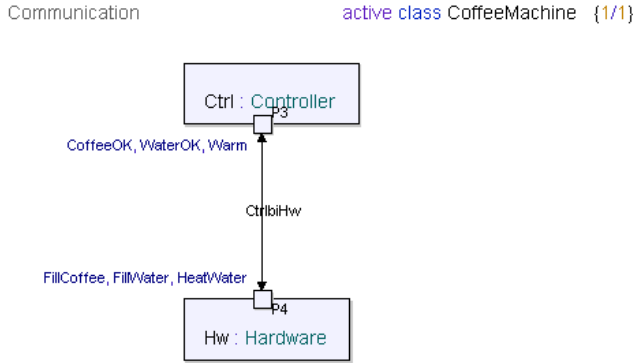 Communication active class CoffeeMachine {1/1}
Ctrl : Controller
P3
CoffeeOK, WaterOK, Warm
CtrlbiHw
FillCoffee, FillWater, HeatWater
P4
Hw : Hardware